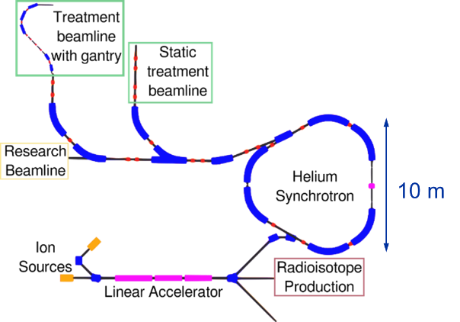 Treatment
beamline
with gantry
Static
treatment
beamline
Research
Beamline
Helium
Synchrotron
10 m
Ion
Sources
Linear Accelerator
Radioisotope
Production